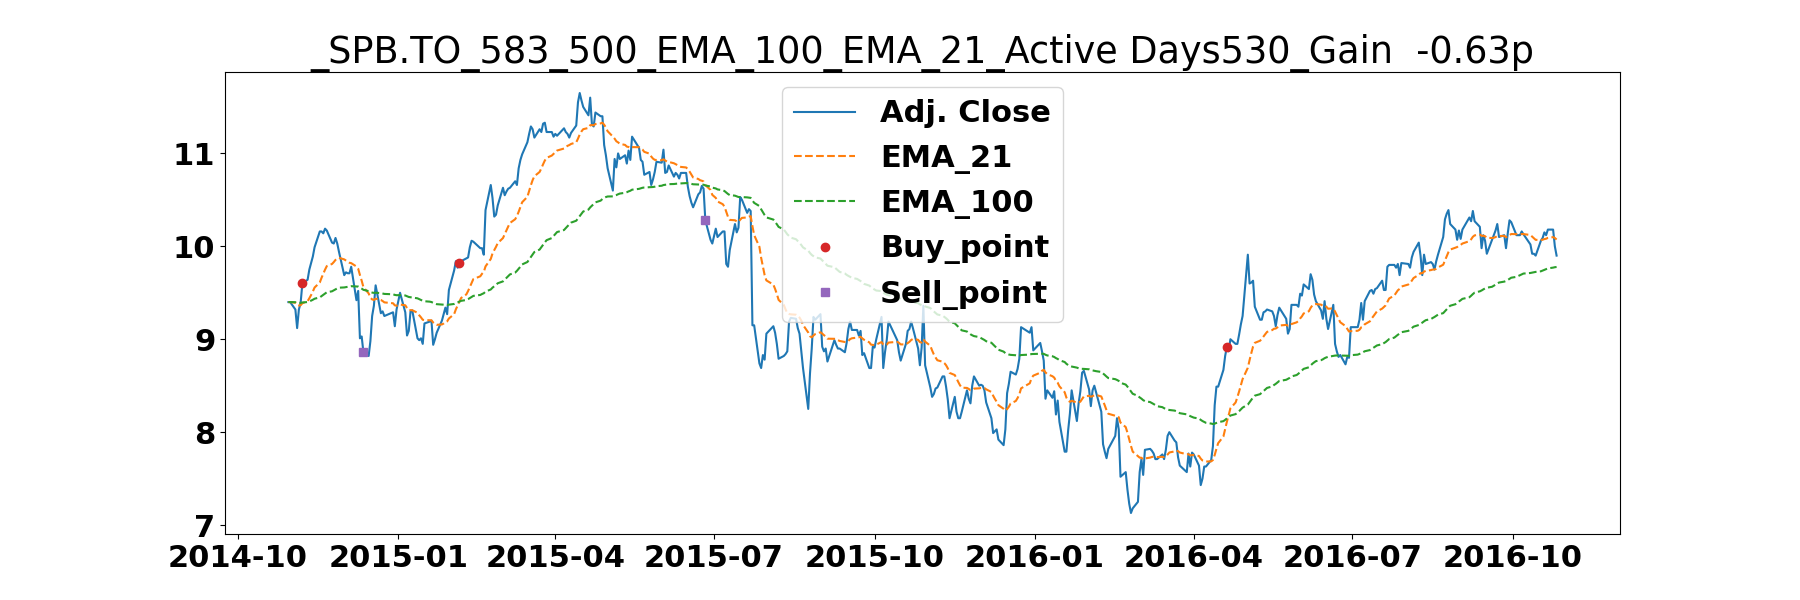 _SPB.TO_583_500_EMA_100_EMA_21_Active Days530_Gain  -0.63p
Adj. Close
EMA_21
EMA_100
Buy_point
Sell_point
11
10
9
8
7
2014-10 2015-01 2015-04 2015-07 2015-10 2016-01 2016-04 2016-07 2016-10